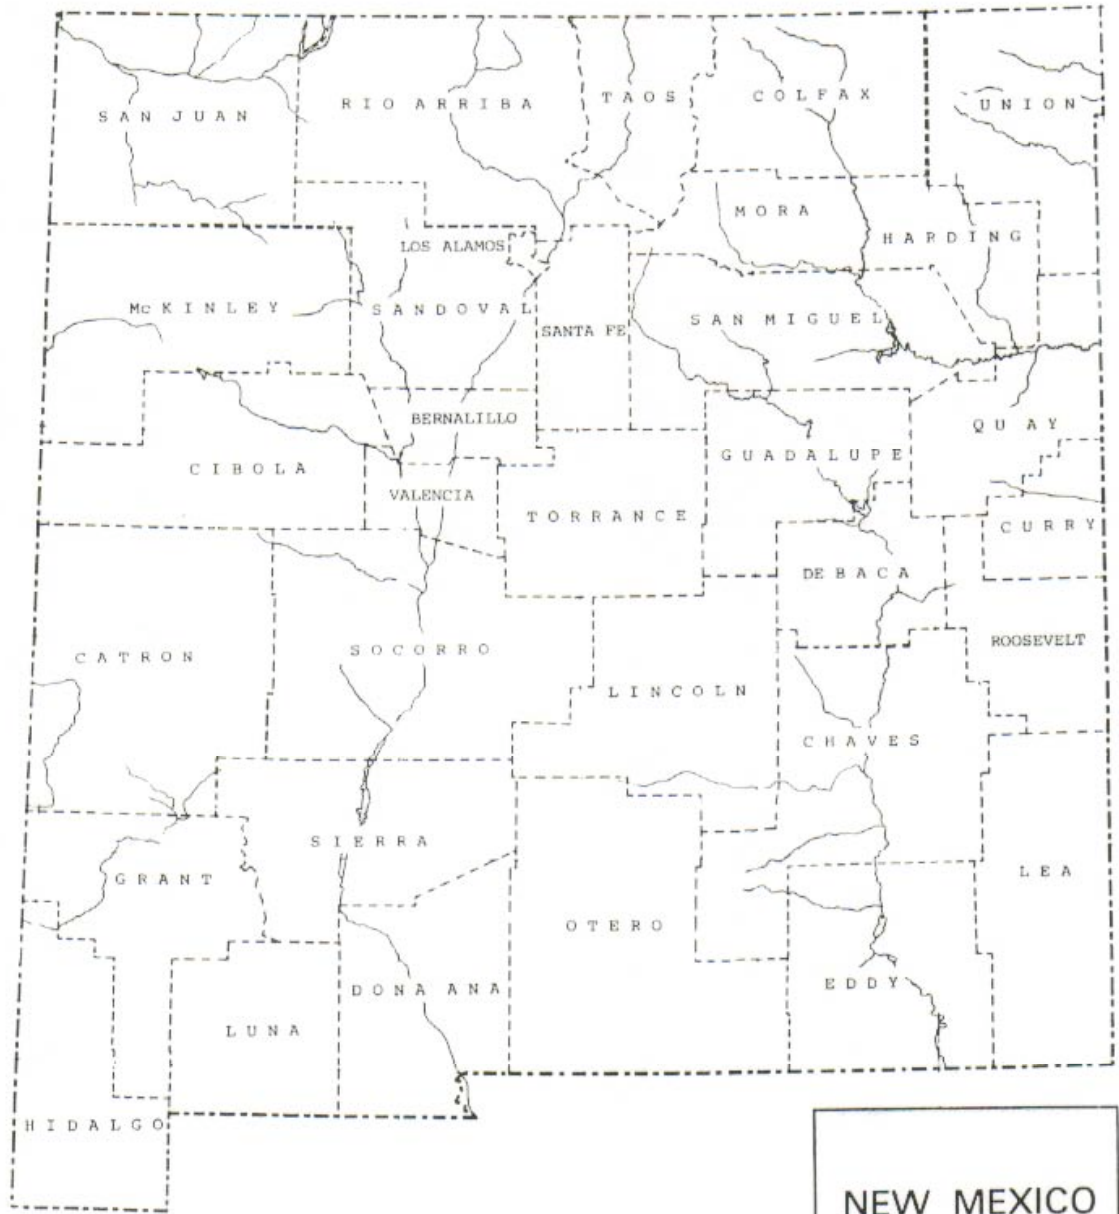 SAN JUAN
RIO ARRIBA
TAOS
COLFAX
UNION
MORA
HARDING
LOS ALAMOS
McKINLEY
SANDOVAL
SANTA FE
SAN MIGUEL
BERNALILLO
QUAY
CIBOLA
GUADALUPE
VALENCIA
TORRANCE
CURRY
DE BACA
CATRON
SOCORRO
ROOSEVELT
LINCOLN
CHAVES
SIERRA
GRANT
LEA
OTERO
DONA ANA
EDDY
LUNA
HIDALGO
NEW MEXICO